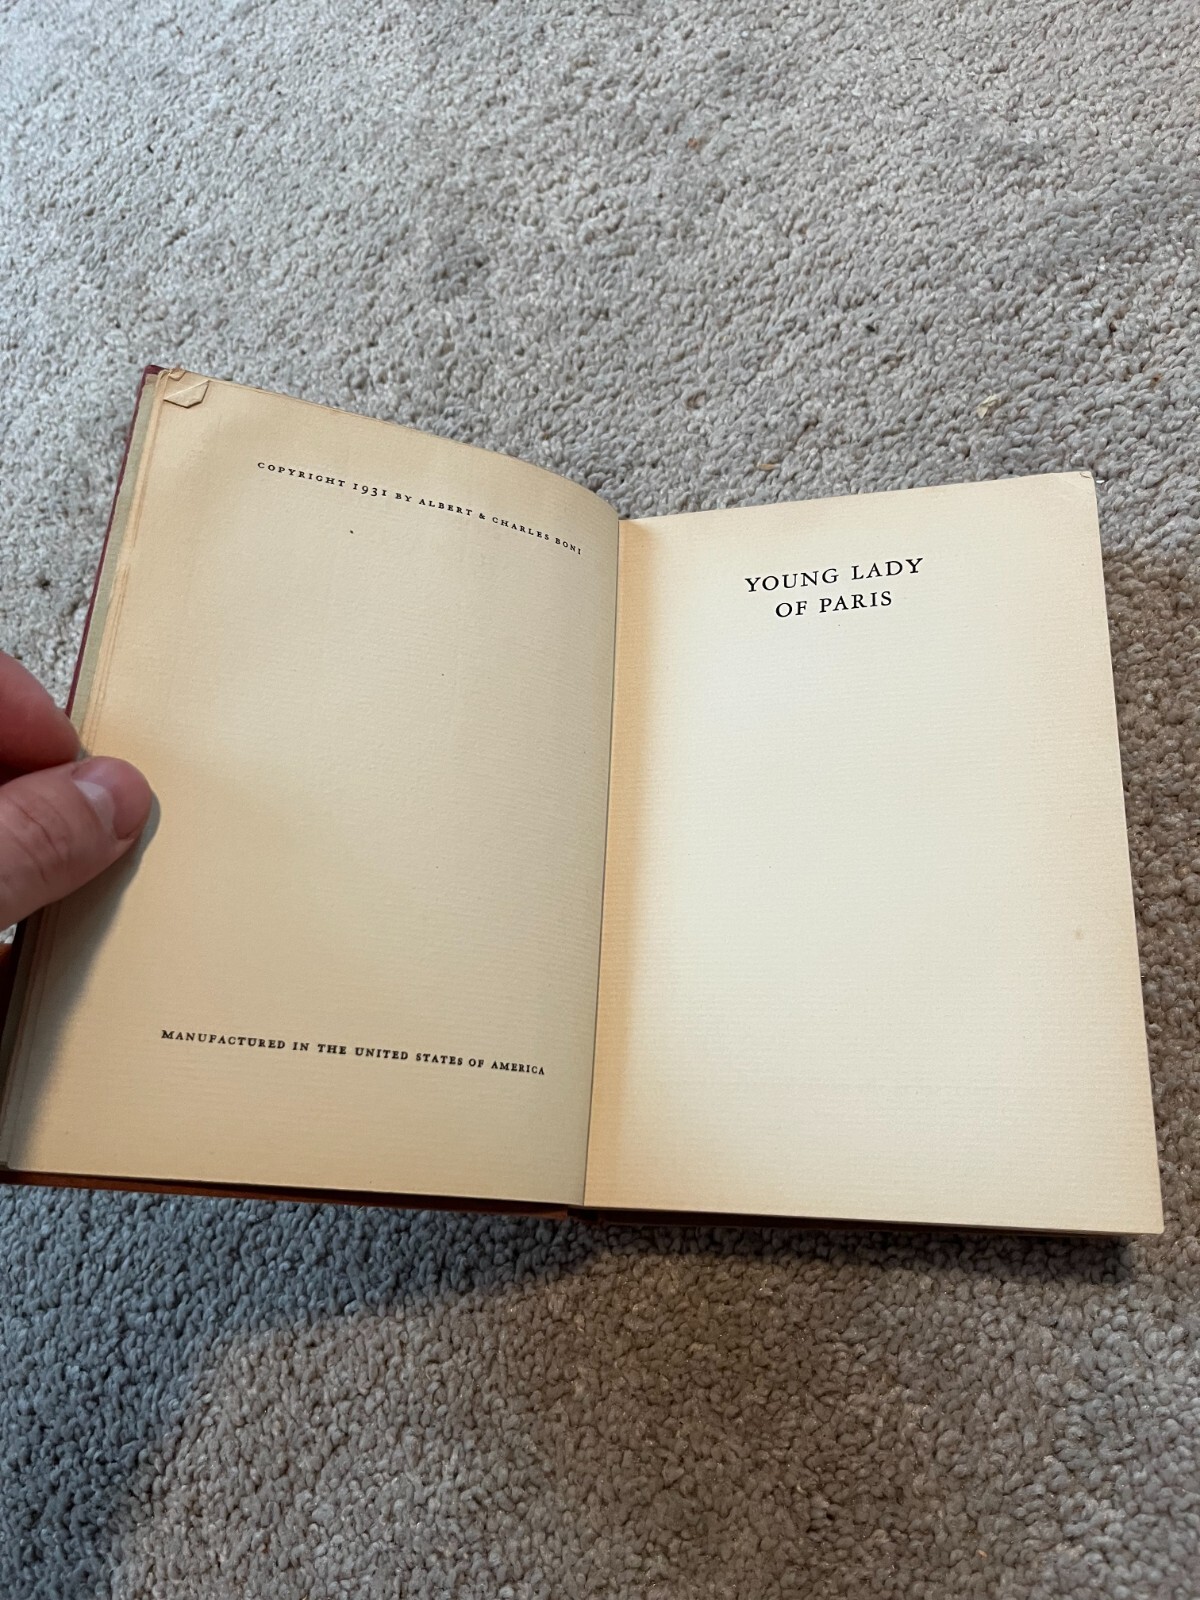 COPYRIGHT 1931 BY ALBERT & CHARLES BONI
MANUFACTURED IN THE UNITED STATES OF AMERICA
YOUNG LADY
OF PARIS